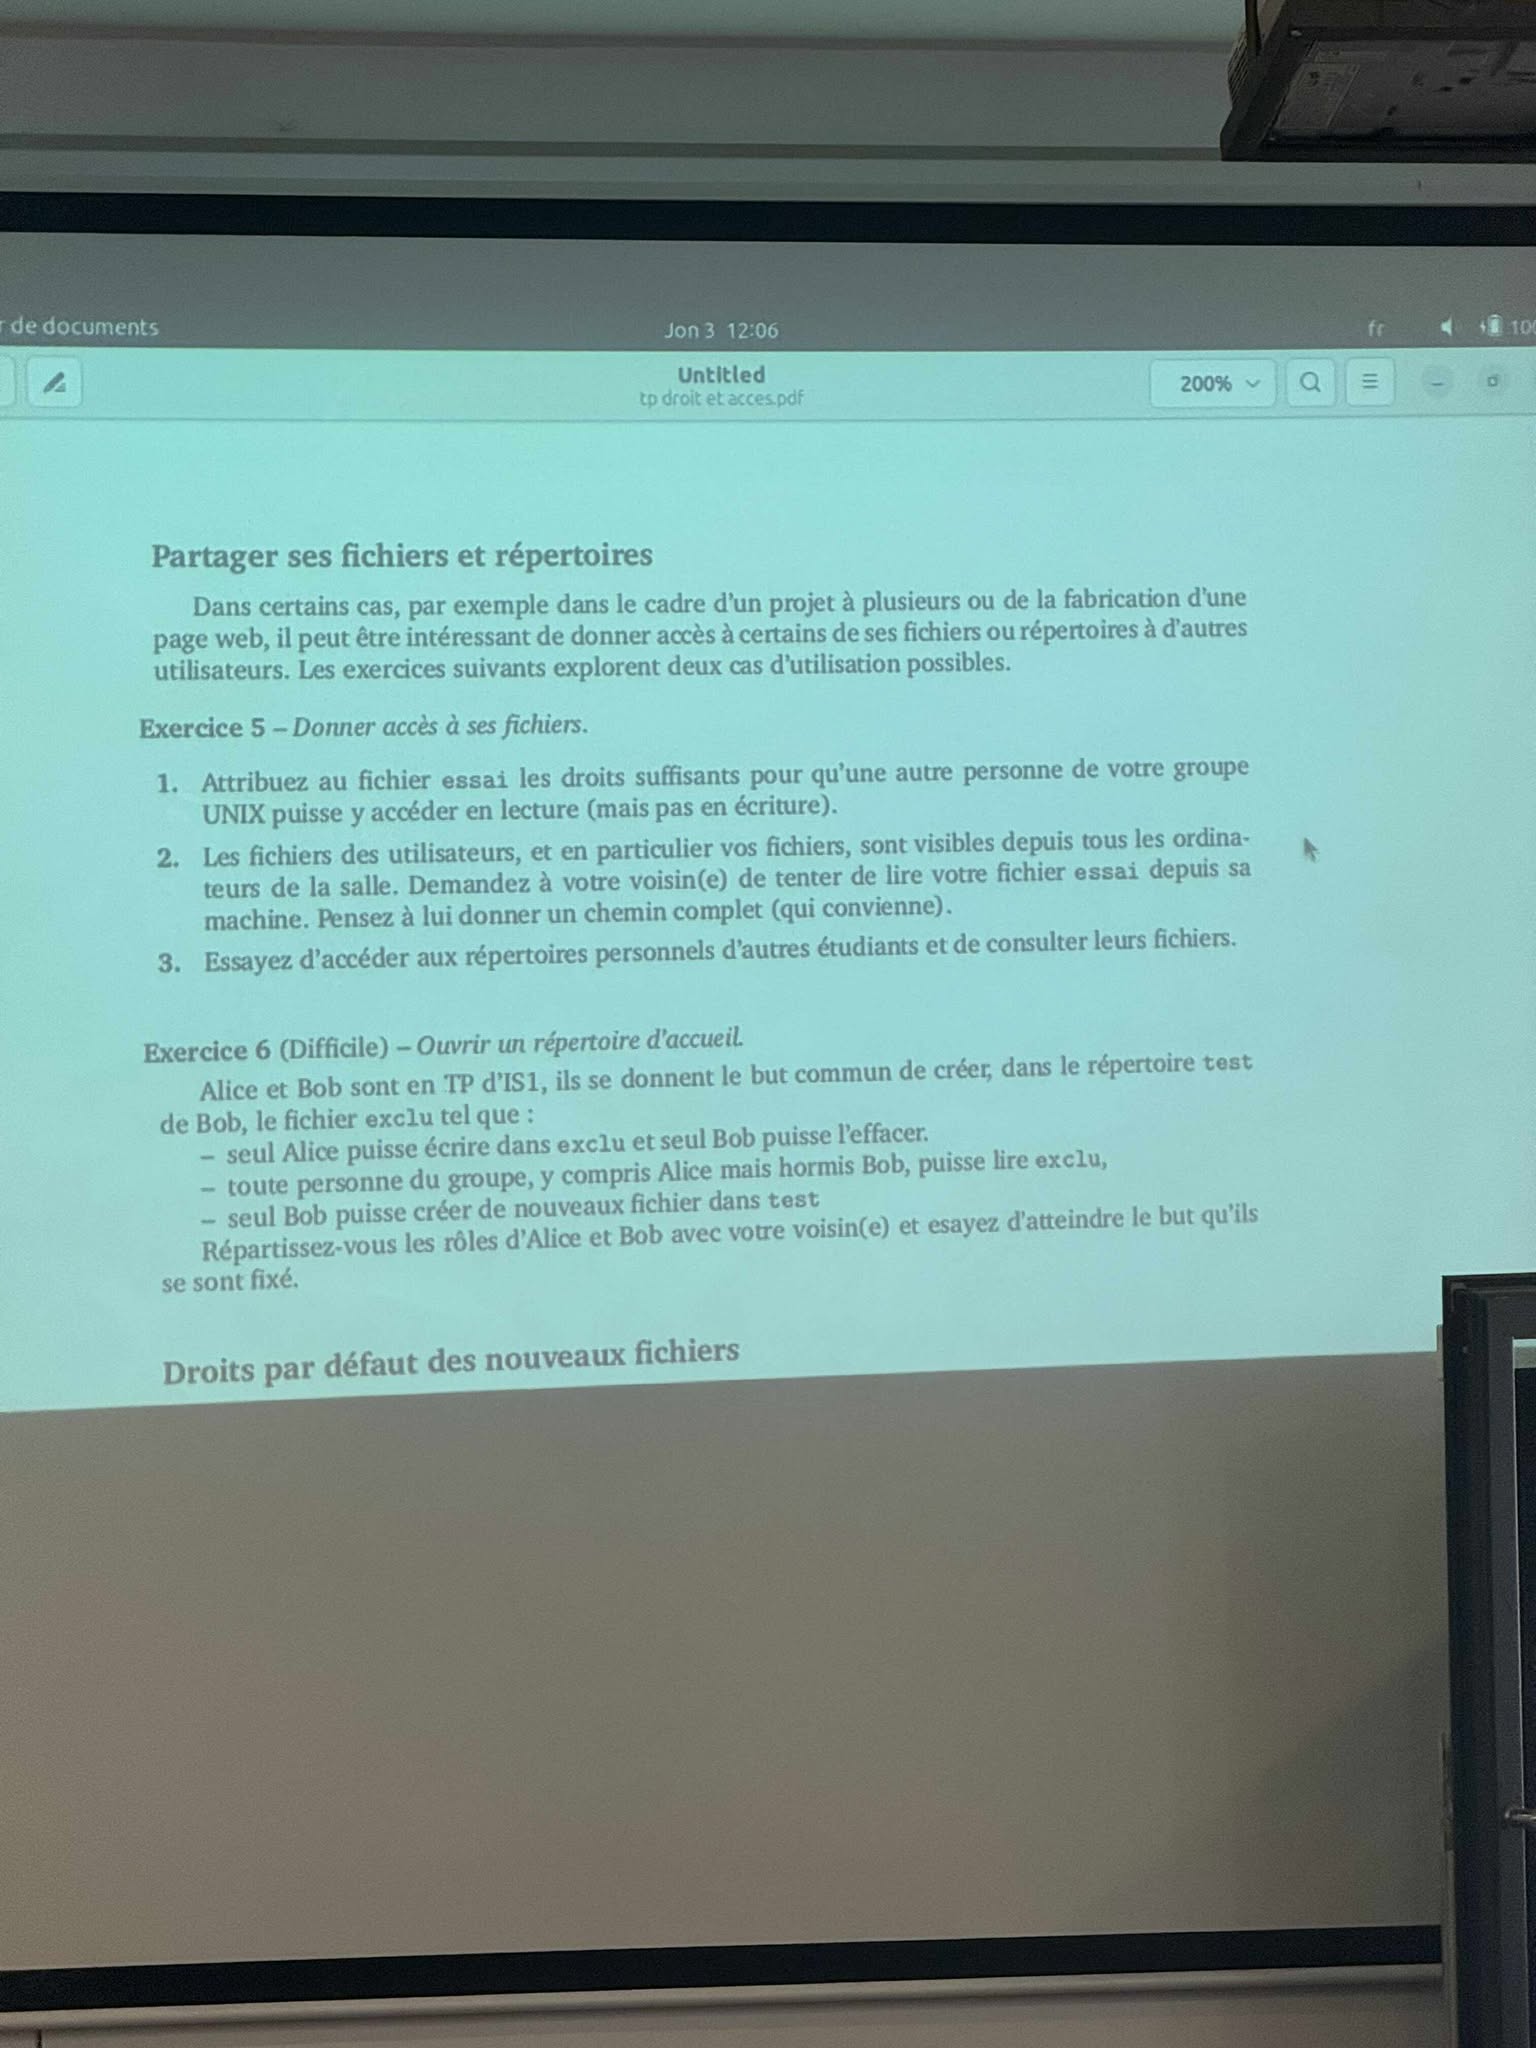 r de documents
Jon 3 12:06
fr
Untitled
tp droit et acces.pdf
200%
Partager ses fichiers et répertoires
Dans certains cas, par exemple dans le cadre d'un projet à plusieurs ou de la fabrication d'une
page web, il peut être intéressant de donner accès à certains de ses fichiers ou répertoires à d'autres
utilisateurs. Les exercices suivants explorent deux cas d'utilisation possibles.
Exercice 5 – Donner accès à ses fichiers.
1. Attribuez au fichier essai les droits suffisants pour qu'une autre personne de votre groupe
UNIX puisse y accéder en lecture (mais pas en écriture).
2. Les fichiers des utilisateurs, et en particulier vos fichiers, sont visibles depuis tous les ordina-
teurs de la salle. Demandez à votre voisin(e) de tenter de lire votre fichier essai depuis sa
machine. Pensez à lui donner un chemin complet (qui convienne).
3. Essayez d'accéder aux répertoires personnels d'autres étudiants et de consulter leurs fichiers.
Exercice 6 (Difficile) – Ouvrir un répertoire d'accueil.
Alice et Bob sont en TP d'IS1, ils se donnent le but commun de créer, dans le répertoire test
de Bob, le fichier exclu tel que :
– seul Alice puisse écrire dans exclu et seul Bob puisse l'effacer.
– toute personne du groupe, y compris Alice mais hormis Bob, puisse lire exclu,
– seul Bob puisse créer de nouveaux fichier dans test
Répartissez-vous les rôles d'Alice et Bob avec votre voisin(e) et esayez d'atteindre le but qu'ils
se sont fixé.
Droits par défaut des nouveaux fichiers